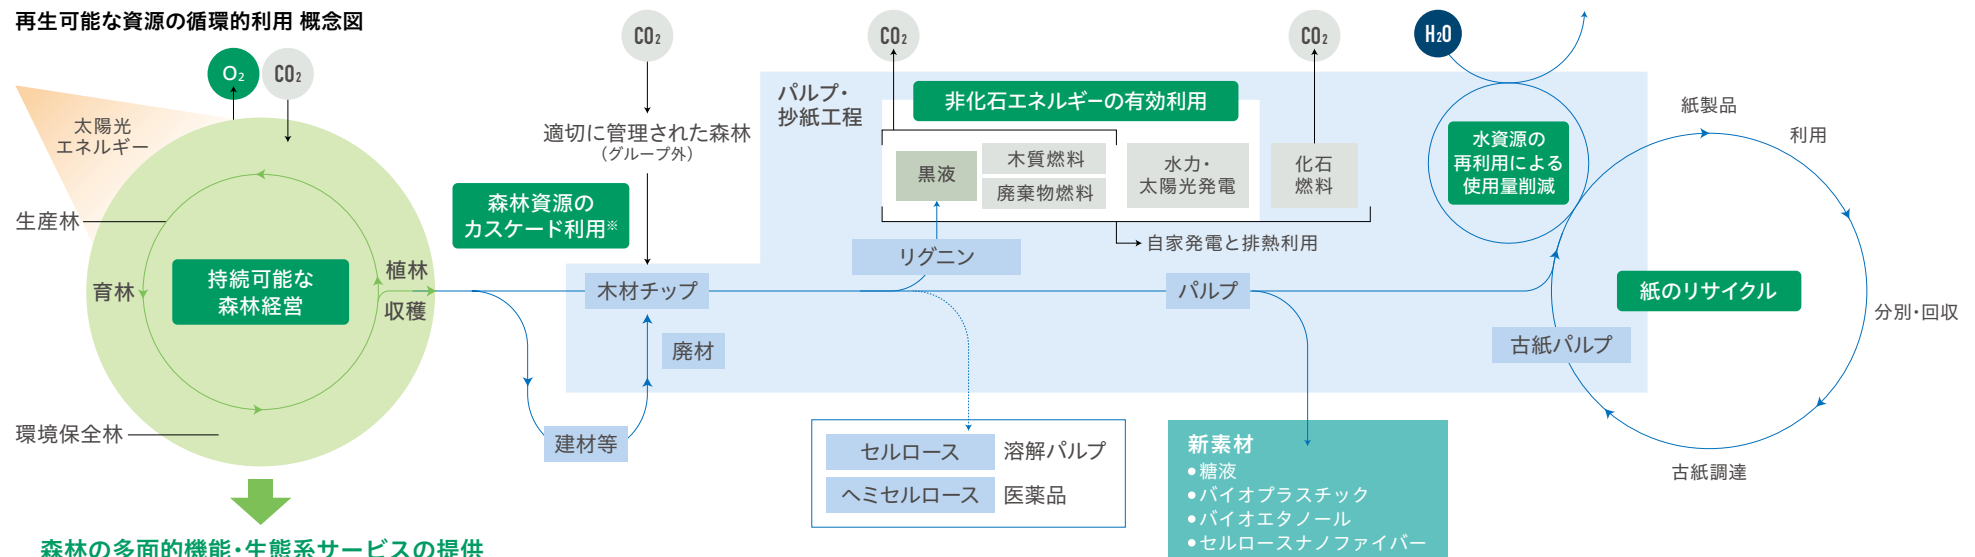 再生可能な資源の循環的利用 概念図
O₂
CO₂
太陽光
エネルギー
生産林
育林
持続可能な
森林経営
植林
収穫
環境保全林
森林の多面的機能・生態系サービスの提供
CO₂
適切に管理された森林
(グループ外)
森林資源の
カスケード利用※
木材チップ
廃材
建材等
パルプ・
抄紙工程
CO₂
非化石エネルギーの有効利用
CO₂
黒液
木質燃料
廃棄物燃料
水力・
太陽光発電
化石
燃料
自家発電と排熱利用
リグニン
パルプ
セルロース
溶解パルプ
ヘミセルロース
医薬品
新素材
●糖液
●バイオプラスチック
●バイオエタノール
●セルロースナノファイバー
H₂O
水資源の
再利用による
使用量削減
紙製品
利用
紙のリサイクル
分別・回収
古紙パルプ
古紙調達